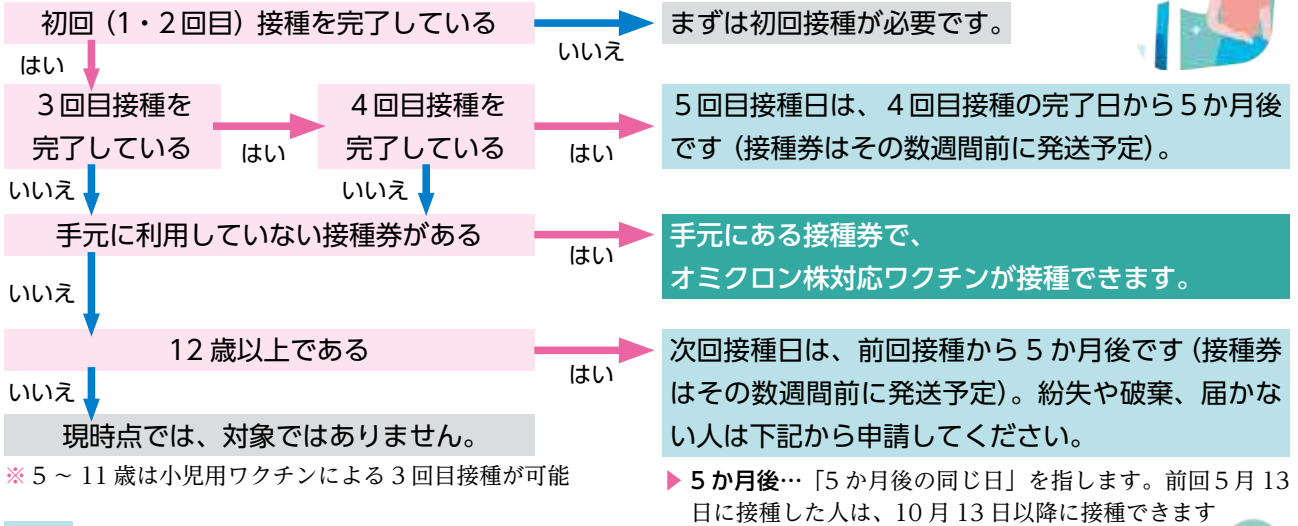 初回（1・2回目）接種を完了している
いいえ
まずは初回接種が必要です。
はい
３回目接種を
完了している
はい
４回目接種を
完了している
はい
５回目接種日は、４回目接種の完了日から５か月後
です（接種券はその数週間前に発送予定）。
いいえ
いいえ
手元に利用していない接種券がある
はい
手元にある接種券で、
オミクロン株対応ワクチンが接種できます。
いいえ
12歳以上である
はい
次回接種日は、前回接種から５か月後です（接種券
はその数週間前に発送予定）。紛失や破棄、届かな
い人は下記から申請してください。
いいえ
現時点では、対象ではありません。
※５～11歳は小児用ワクチンによる３回目接種が可能
▶５か月後…「５か月後の同じ日」を指します。前回５月13
日に接種した人は、10月13日以降に接種できます